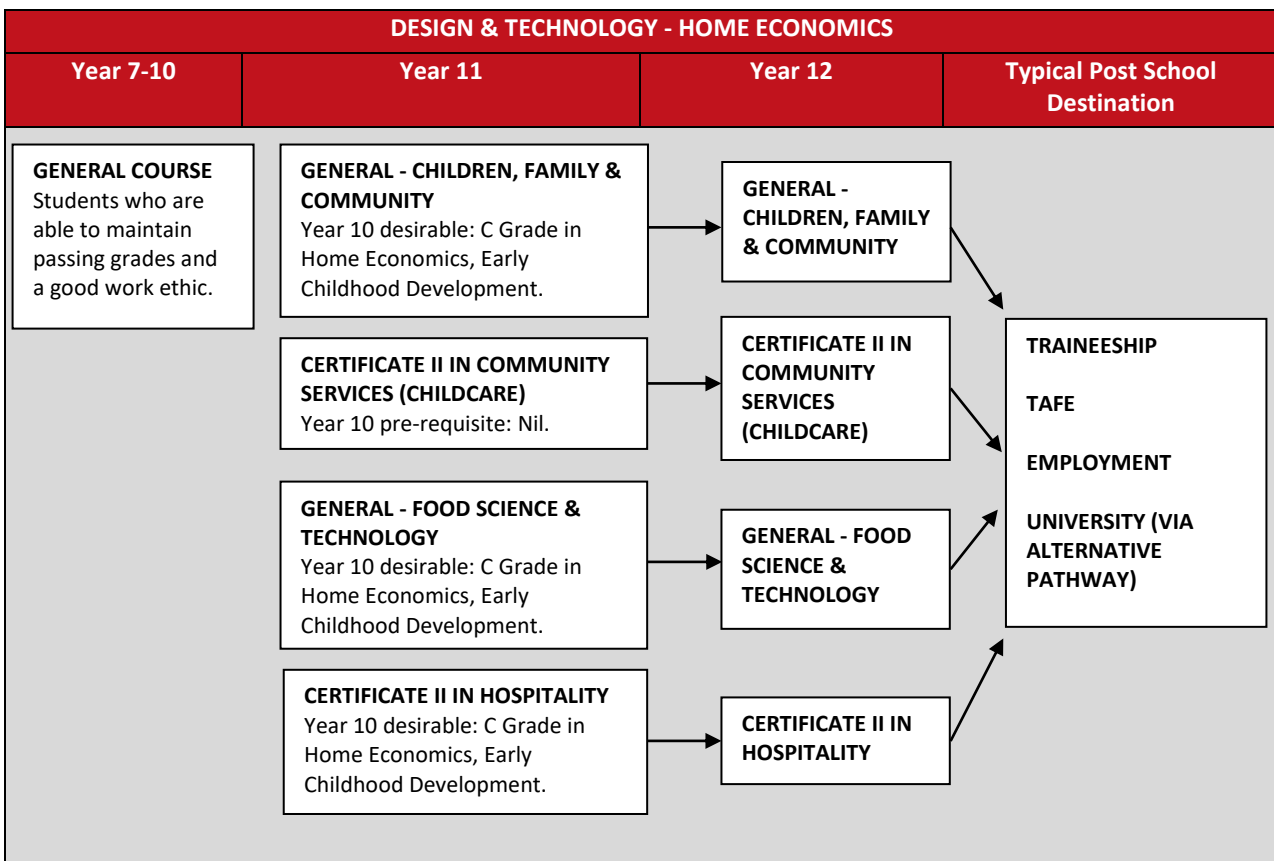 DESIGN & TECHNOLOGY - HOME ECONOMICS
Year 7-10
Year 11
Year 12
Typical Post School
Destination
GENERAL COURSE
Students who are
able to maintain
passing grades and
a good work ethic.
GENERAL - CHILDREN, FAMILY &
COMMUNITY
Year 10 desirable: C Grade in
Home Economics, Early
Childhood Development.
GENERAL -
CHILDREN, FAMILY
& COMMUNITY
CERTIFICATE II IN COMMUNITY
SERVICES (CHILDCARE)
Year 10 pre-requisite: Nil.
CERTIFICATE II IN
COMMUNITY
SERVICES
(CHILDCARE)
GENERAL - FOOD SCIENCE &
TECHNOLOGY
Year 10 desirable: C Grade in
Home Economics, Early
Childhood Development.
GENERAL - FOOD
SCIENCE &
TECHNOLOGY
CERTIFICATE II IN HOSPITALITY
Year 10 desirable: C Grade in
Home Economics, Early
Childhood Development.
CERTIFICATE II IN
HOSPITALITY
TRAINEESHIP
TAFE
EMPLOYMENT
UNIVERSITY (VIA
ALTERNATIVE
PATHWAY)